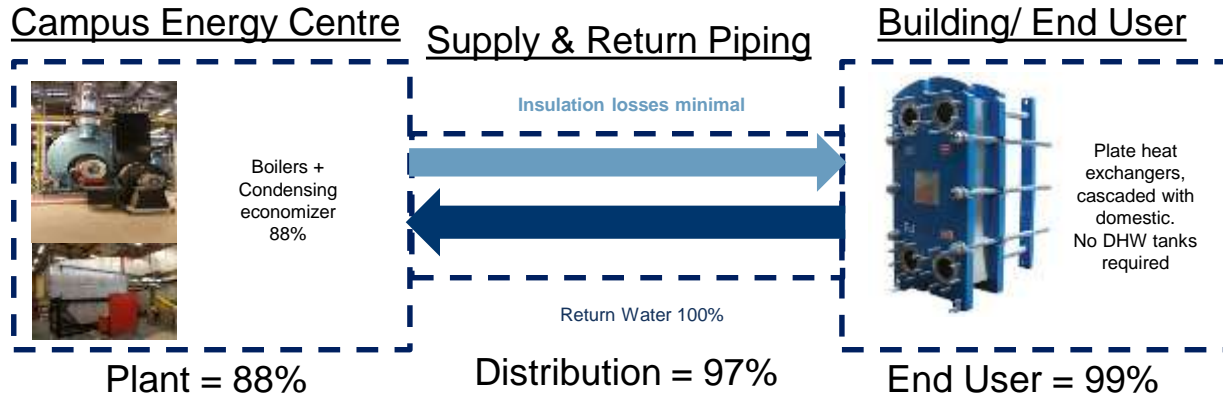 Campus Energy Centre
Supply & Return Piping
Building/ End User
Insulation losses minimal
Boilers +
Condensing
economizer
88%
Plate heat
exchangers,
cascaded with
domestic.
No DHW tanks
required
Return Water 100%
Plant = 88%
Distribution = 97%
End User = 99%